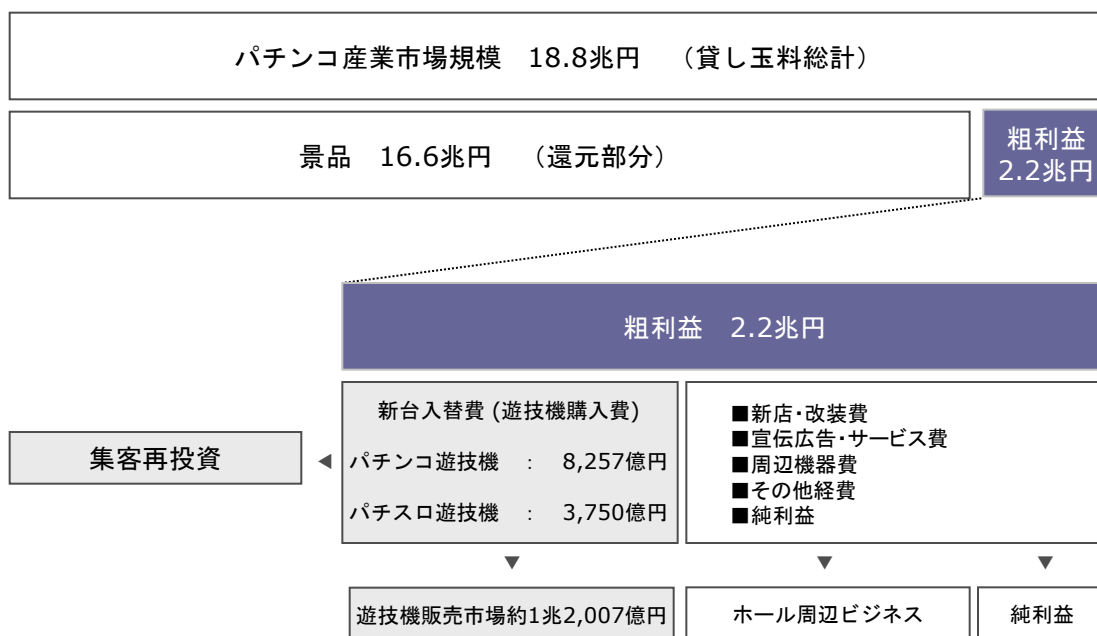 パチンコ産業市場規模　18.8兆円　（貸し玉料総計）
景品　16.6兆円　（還元部分）
粗利益
2.2兆円
粗利益　2.2兆円
新台入替費 (遊技機購入費)
パチンコ遊技機　：　8,257億円
パチスロ遊技機　：　3,750億円
■新店・改装費
■宣伝広告・サービス費
■周辺機器費
■その他経費
■純利益
集客再投資
◀
▼
▼
▼
遊技機販売市場約1兆2,007億円
ホール周辺ビジネス
純利益